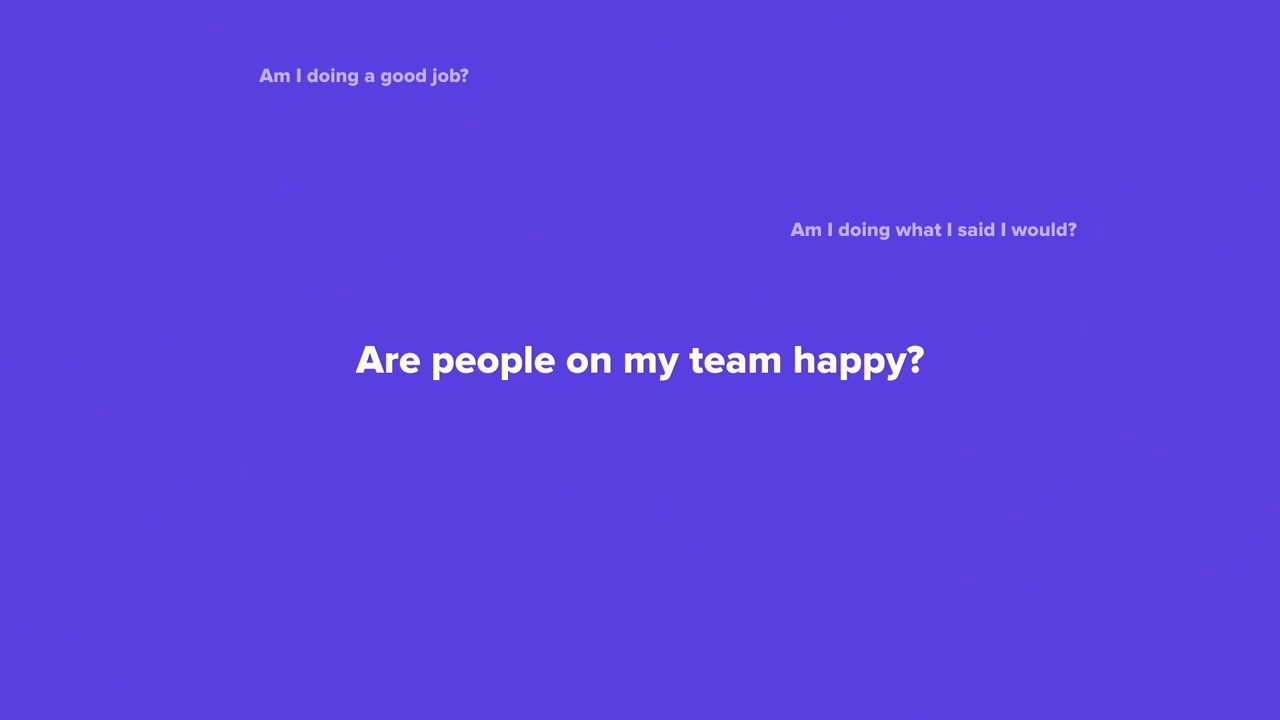 Am I doing a good job?
Am I doing what I said I would?
Are people on my team happy?